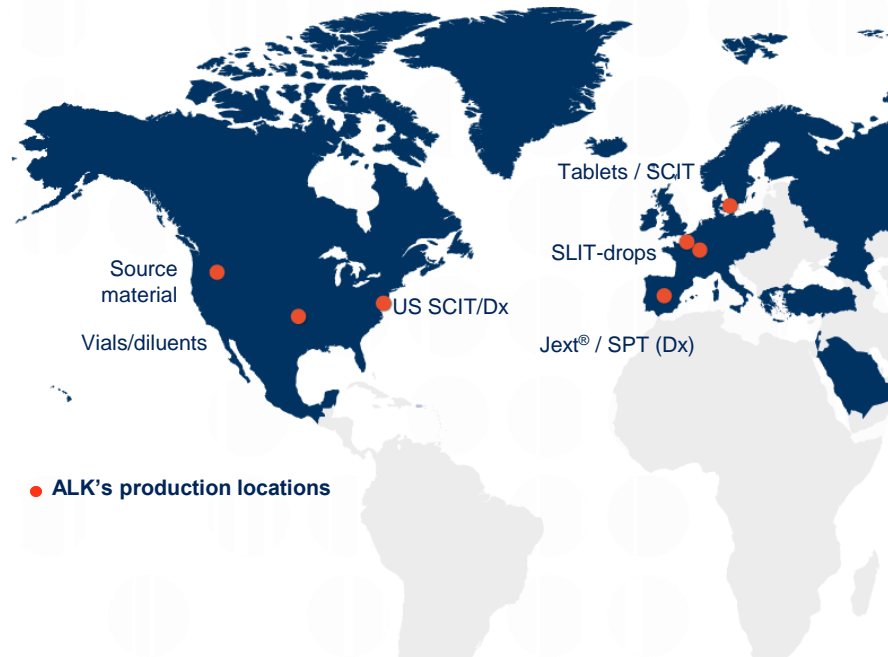 Tablets / SCIT
SLIT-drops
Source
material
US SCIT/Dx
Vials/diluents
Jext® / SPT (Dx)
ALK’s production locations